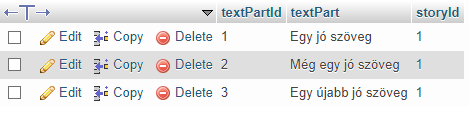 textPartId textPart storyId
Edit Copy Delete 1 Egy jó szöveg 1
Edit Copy Delete 2 Még egy jó szöveg 1
Edit Copy Delete 3 Egy újabb jó szöveg 1